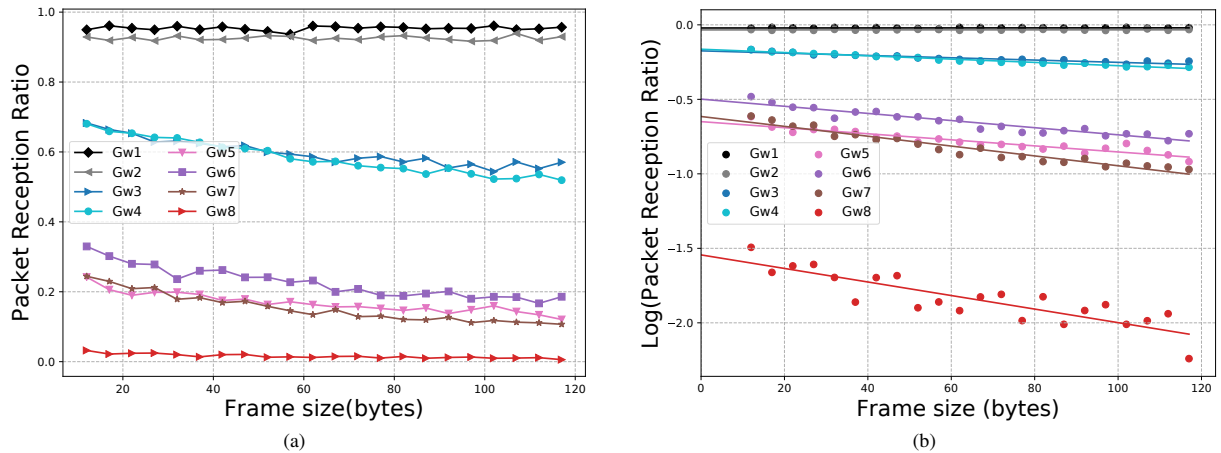 1.0
0.8
0.6
0.4
0.2
0.0
Packet Reception Ratio
Gw1
Gw2
Gw3
Gw4
Gw5
Gw6
Gw7
Gw8
20
40
60
80
100
120
Frame size(bytes)
(a)
0.0
−0.5
−1.0
−1.5
−2.0
Log(Packet Reception Ratio)
Gw1
Gw2
Gw3
Gw4
Gw5
Gw6
Gw7
Gw8
0
20
40
60
80
100
120
Frame size (bytes)
(b)